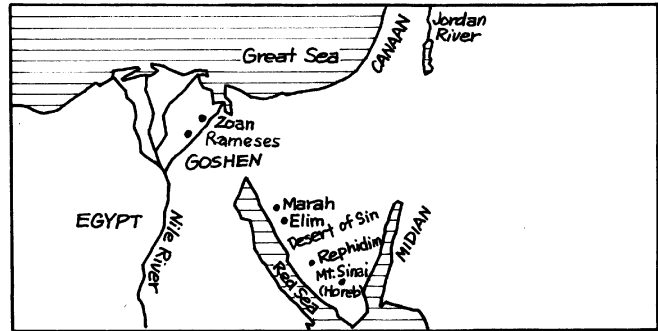 Great Sea
CANAAN
Jordan
River
Zoan
Rameses
GOSHEN
EGYPT
Nile River
Marah
Elim
Desert of Sin
Rephidim
Mt. Sinai
(Horeb)
Red Sea
MIDIAN